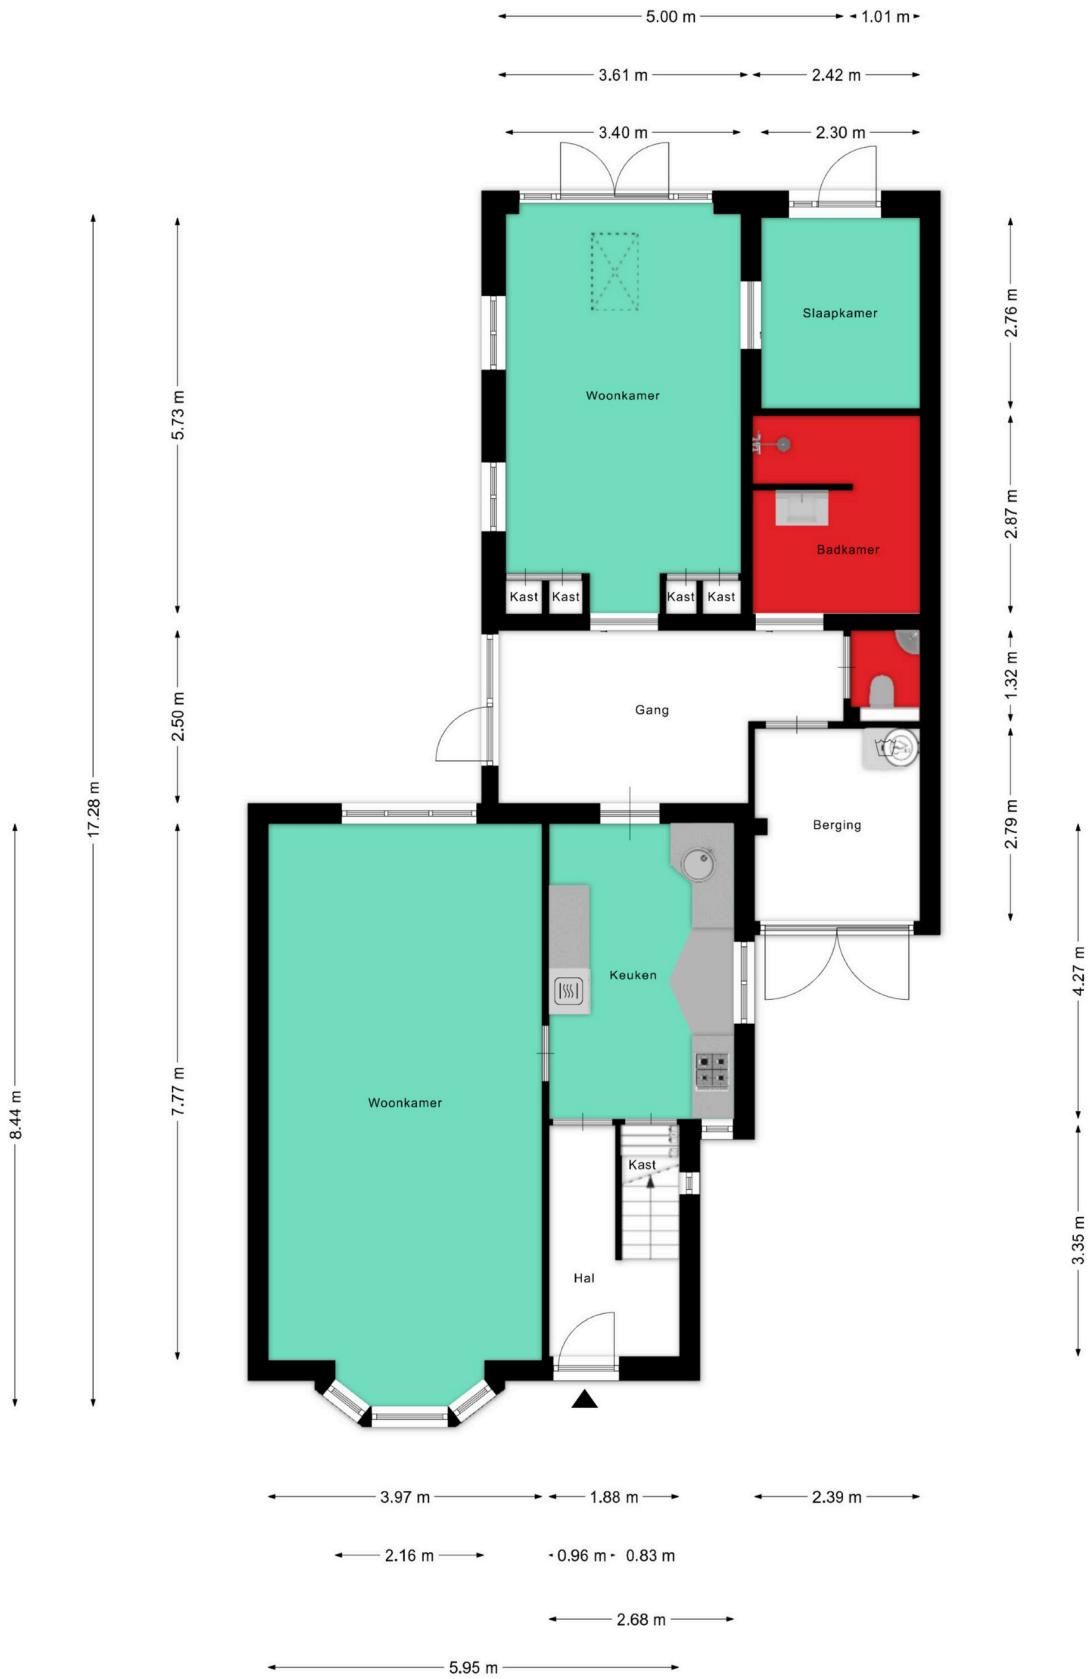 5.00 m 1.01 m
3.61 m 2.42 m
3.40 m 2.30 m
Slaapkamer
2.76 m
Woonkamer
5.73 m
2.87 m
Badkamer
Kast Kast Kast Kast
1.32 m
Gang
2.50 m
17.28 m
Berging
2.79 m
Keuken
4.27 m
Woonkamer
7.77 m
8.44 m
Kast
3.35 m
Hal
3.97 m 1.88 m 2.39 m
2.16 m 0.96 m 0.83 m
2.68 m
5.95 m